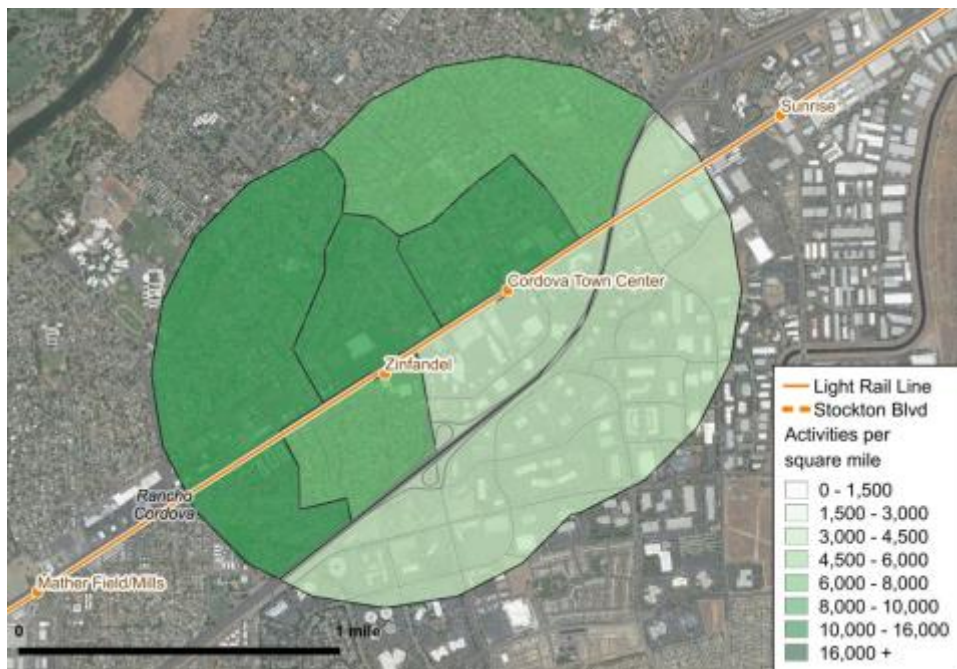 Sunrise
Cordova Town Center
Zinfandel
Rancho
Cordova
Mather Field/Mills
0
1 mile
Light Rail Line
Stockton Blvd
Activities per
square mile
0 - 1,500
1,500 - 3,000
3,000 - 4,500
4,500 - 6,000
6,000 - 8,000
8,000 - 10,000
10,000 - 16,000
16,000 +